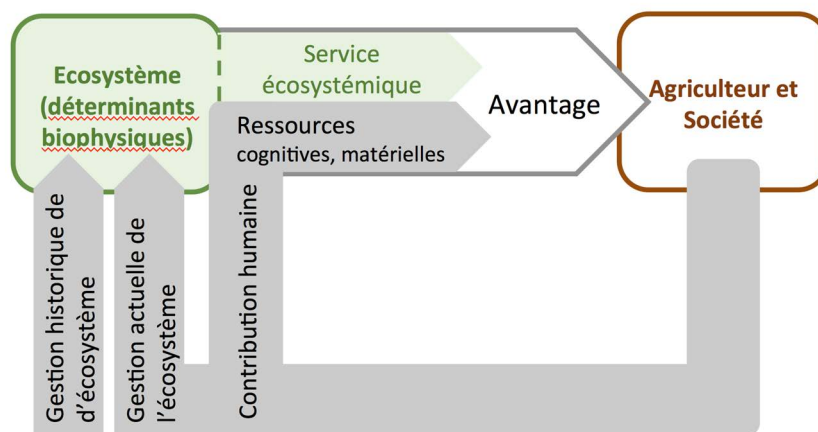 Ecosystème
(déterminants
biophysiques)
Service
écosystémique
Ressources
cognitives, matérielles
Avantage
Agriculteur et
Société
Gestion historique de
d'écosystème
Gestion actuelle de
l'écosystème
Contribution humaine